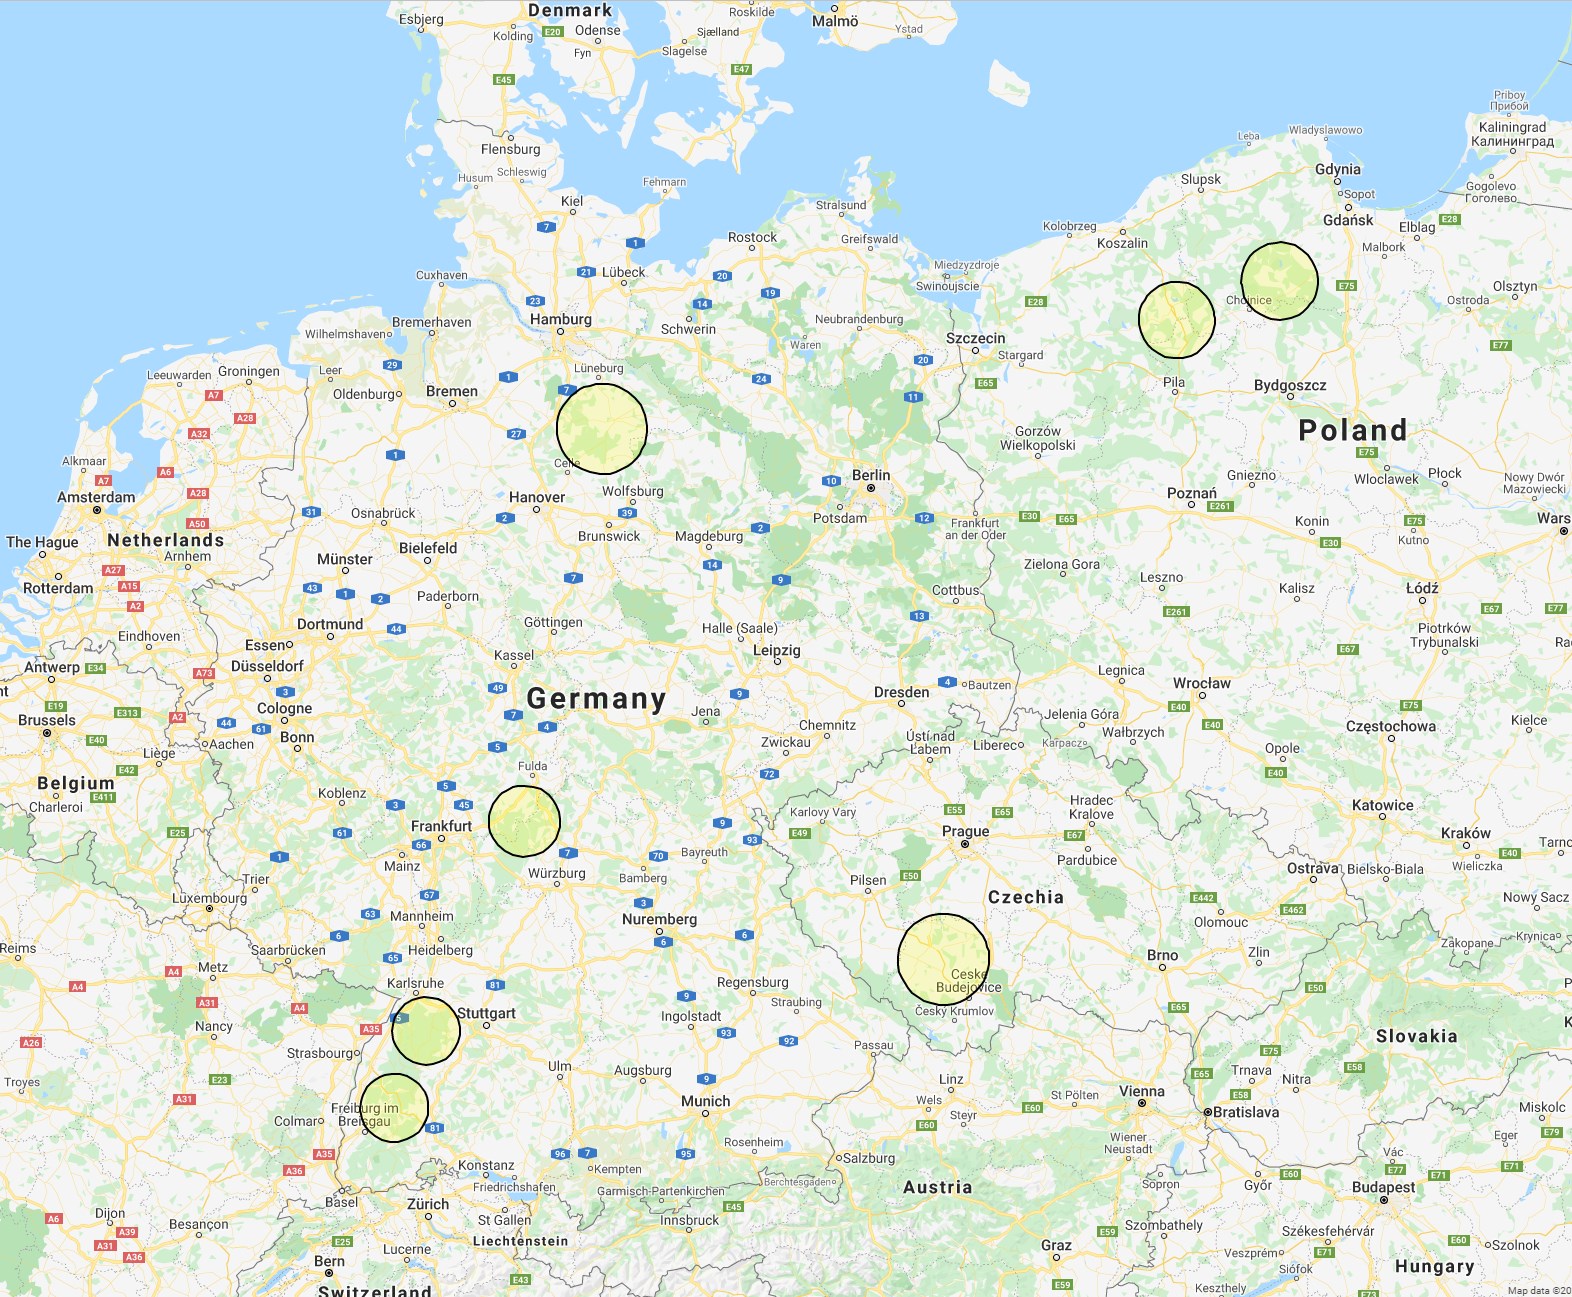 Denmark
Esbjerg
Kolding
E20
Odense
Fyn
Roskilde
Sjælland
Slagelse
Malmö
Ystad
E45
E47
Priboy
Прибой
Kaliningrad
Калининград
Flensburg
Leba
Wladyslawowo
Husum
Schleswig
Fehmarn
Gdynia
Slupsk
Sopot
Gogolevo
Гоголево
Kiel
Stralsund
Gdańsk
E28
7
1
Rostock
Greifswald
Kolobrzeg
Koszalin
Elbląg
Malbork
Cuxhaven
21
Lübeck
20
Miedzyzdroje
Swinoujscie
E75
Olsztyn
23
14
19
E28
Chojnice
Ostroda
Wilhelmshaven
Bremerhaven
Hamburg
Schwerin
Neubrandenburg
Waren
Szczecin
Stargard
E77
Leeuwarden
Groningen
Leer
29
Oldenburg
Bremen
1
Lüneburg
7
24
20
11
E65
Pila
Bydgoszcz
A7
A28
A32
27
1
Gorzów
Wielkopolski
Poland
E75
Alkmaar
A6
A7
A28
Celle
Amsterdam
Hanover
Wolfsburg
10
Berlin
Gniezno
Wloclawek
Płock
Nowy Dwór
Mazowiecki
Poznań
E261
31
Osnabrück
2
39
Potsdam
12
Frankfurt
an der Oder
E30
E65
Konin
E75
Kutno
Wars
A50
The Hague
Netherlands
Arnhem
Münster
Bielefeld
Brunswick
Magdeburg
2
E30
Rotterdam
A27
A15
A2
43
1
2
Paderborn
7
14
9
Cottbus
Zielona Gora
Leszno
Kalisz
Łódź
E67
E77
E261
13
Eindhoven
Dortmund
44
Essen
Göttingen
Halle (Saale)
Leipzig
Piotrków
Trybunalski
E67
Ra
Antwerp
E34
A73
Düsseldorf
Kassel
49
Germany
9
Dresden
4
Bautzen
Legnica
Wrocław
nt
E19
E313
A2
3
Cologne
44
61
Brussels
E40
Aachen
Bonn
7
4
5
Jena
Chemnitz
Zwickau
Ústí nad
Labem
Liberec
Jelenia Góra
Karpacz
Wałbrzych
E40
E40
E75
Częstochowa
Kielce
Opole
E40
Liège
E42
Belgium
E411
Charleroi
Fulda
72
5
Koblenz
3
45
Frankfurt
66
Mainz
61
E25
1
9
93
Karlovy Vary
E49
E55
E65
Prague
Hradec
Kralove
E67
Pardubice
Katowice
Kraków
E40
Tarno
Wieliczka
Ostrava
Bielsko-Biala
Trier
Luxembourg
7
Würzburg
70
Bayreuth
Bamberg
Pilsen
E50
Czechia
E442
E462
Olomouc
Nowy Sacz
67
63
Mannheim
6
Heidelberg
3
Nuremberg
6
6
Reims
Saarbrücken
65
Karlsruhe
Metz
A4
A4
A31
A4
Brno
Zlin
Zakopane
Krynica
E50
Ceske
Budejovice
Český Krumlov
81
Regensburg
9
Straubing
Nancy
A35
5
Stuttgart
Ingolstadt
93
92
E65
A26
Strasbourg
Passau
Slovakia
K
E75
Troyes
E23
A31
Ulm
Augsburg
9
Munich
Linz
Wels
Steyr
E60
St Pölten
E60
Vienna
E65
Trnava
E58
Nitra
E58
Bratislava
Miskolc
Colmar
Freiburg im
Breisgau
81
A35
A36
96
7
95
Rosenheim
Salzburg
Wiener
Neustadt
E79
Eger
Vác
E77
E71
E71
Konstanz
Friedrichshafen
Kempten
Garmisch-Partenkirchen
Berchtesgaden
Sopron
E60
Győr
Budapest
Basel
Zürich
St Gallen
E45
Austria
Innsbruck
Dijon
A6
A39
A31
A36
Besançon
E25
Lucerne
Liechtenstein
Bern
Switzerland
E43
Graz
E59
E59
Szombathely
Székesfehérvár
E71
Veszprém
Siófok
E60
Szolnok
Hungary
Keszthely
E73
Map data ©20